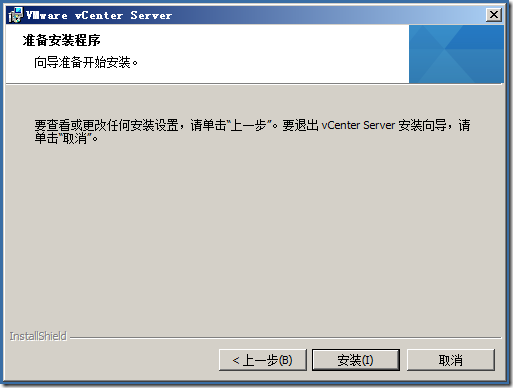 VMware vCenter Server
准备安装程序
向导准备开始安装。
要查看或更改任何安装设置，请单击“上一步”。要退出 vCenter Server 安装向导，请
单击“取消”。
InstallShield
< 上一步(B)
安装(I)
取消